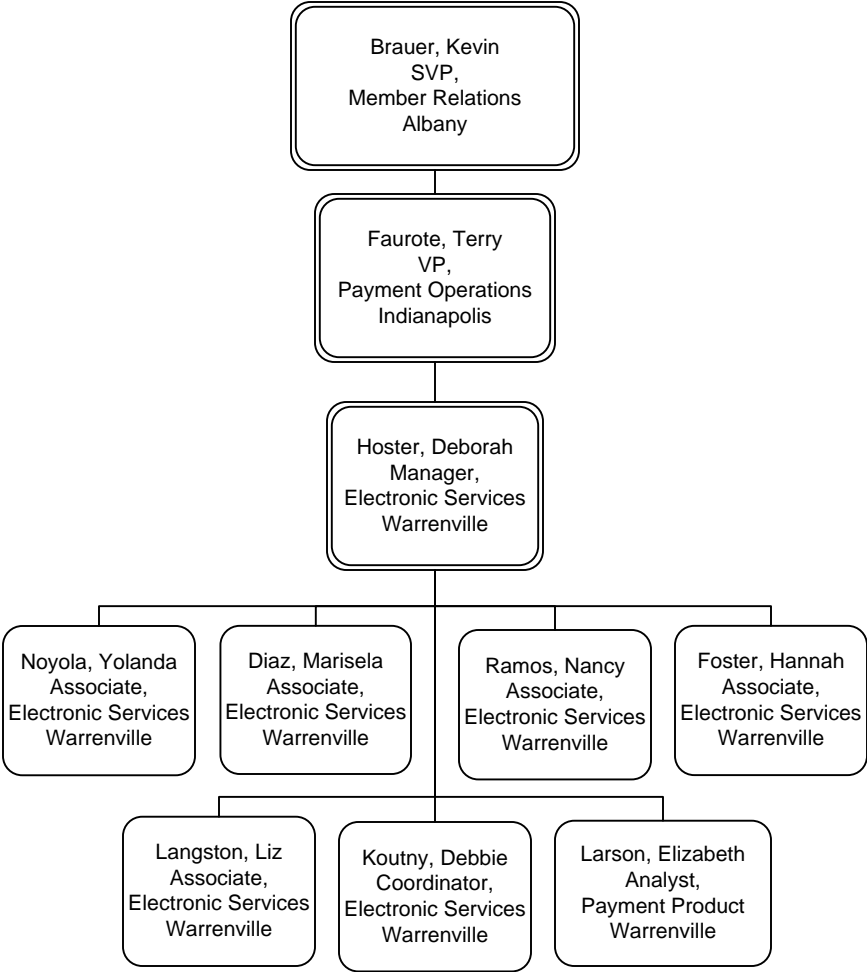 Brauer, Kevin
SVP,
Member Relations
Albany
Faurote, Terry
VP,
Payment Operations
Indianapolis
Hoster, Deborah
Manager,
Electronic Services
Warrenville
Noyola, Yolanda
Associate,
Electronic Services
Warrenville
Diaz, Marisela
Associate,
Electronic Services
Warrenville
Ramos, Nancy
Associate,
Electronic Services
Warrenville
Foster, Hannah
Associate,
Electronic Services
Warrenville
Langston, Liz
Associate,
Electronic Services
Warrenville
Koutny, Debbie
Coordinator,
Electronic Services
Warrenville
Larson, Elizabeth
Analyst,
Payment Product
Warrenville